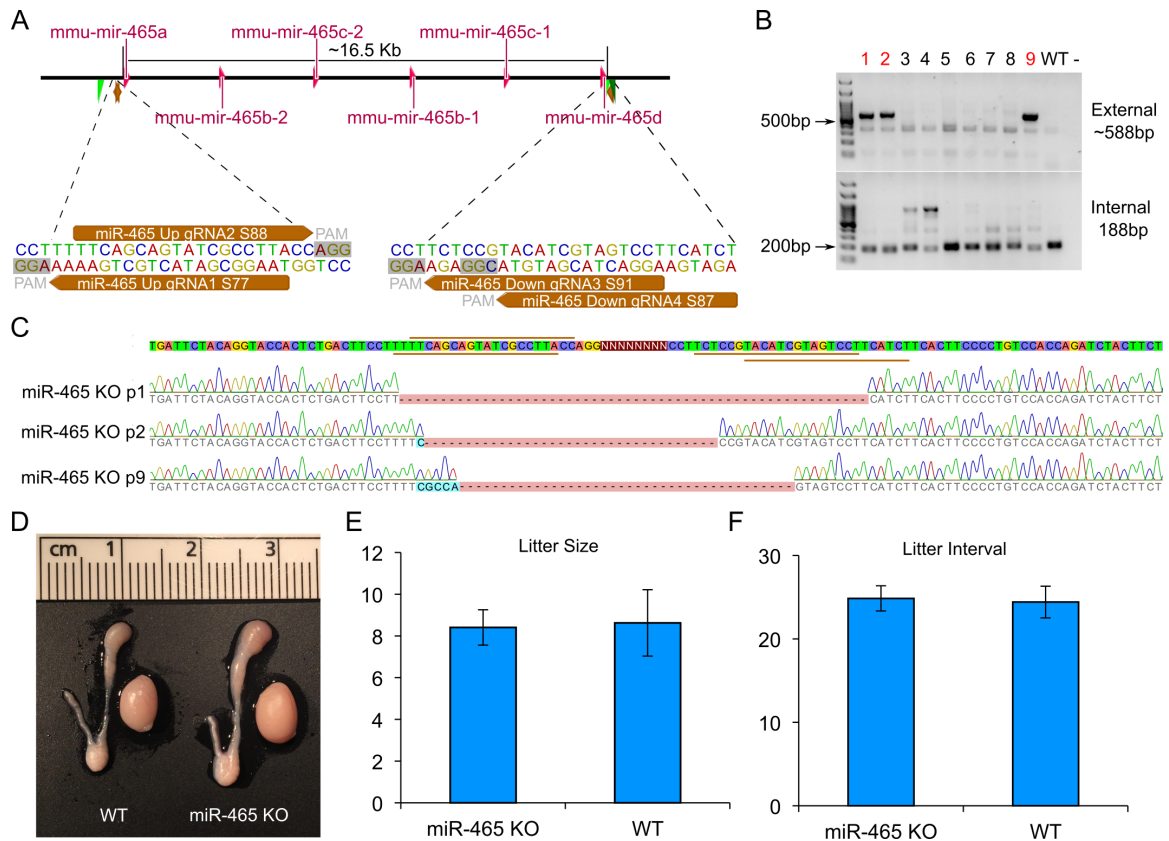 A
mmu-mir-465a
mmu-mir-465c-2
mmu-mir-465c-1
~16.5 Kb
mmu-mir-465b-2
mmu-mir-465b-1
mmu-mir-465d
miR-465 Up gRNA2 S88 PAM
CCTTTTTCAGCAGTATCGCCTTACCAGG
GGAAAAAGTCGTCATAGCGGAATGGTCC
PAM miR-465 Up gRNA1 S77
CCTTCTCCGTACATCGTAGTCCTTCATCT
GGAAGAGGCATGTAGCATCAGGAAGTAGA
PAM miR-465 Down gRNA3 S91
PAM miR-465 Down gRNA4 S87
B
1 2 3 4 5 6 7 8 9 WT -
500bp
External
~588bp
200bp
Internal
188bp
C
TGATTCTACAGGTACCACTCTGACTTCCTTTTTCAGCAGTATCGCCTTACCAGGNNNNNNNNCCTTCTCCGTACATCGTAGTCCTTCATCTTCACTTCCCCTGTCCACCAGATCTACTTCT
miR-465 KO p1
TGATTCTACAGGTACCACTCTGACTTCCTT--------------------------------------------------------CATCTTCACTTCCCCTGTCCACCAGATCTACTTCT
miR-465 KO p2
TGATTCTACAGGTACCACTCTGACTTCCTTTTC-----------------------------------CCGTACATCGTAGTCCTTCATCTTCACTTCCCCTGTCCACCAGATCTACTTCT
miR-465 KO p9
TGATTCTACAGGTACCACTCTGACTTCCTTTTCGCCA----------------------------------------GTAGTCCTTCATCTTCACTTCCCCTGTCCACCAGATCTACTTCT
D
cm 1 2 3
WT
miR-465 KO
E
Litter Size
12
10
8
6
4
2
0
miR-465 KO
WT
F
Litter Interval
30
20
10
0
miR-465 KO
WT